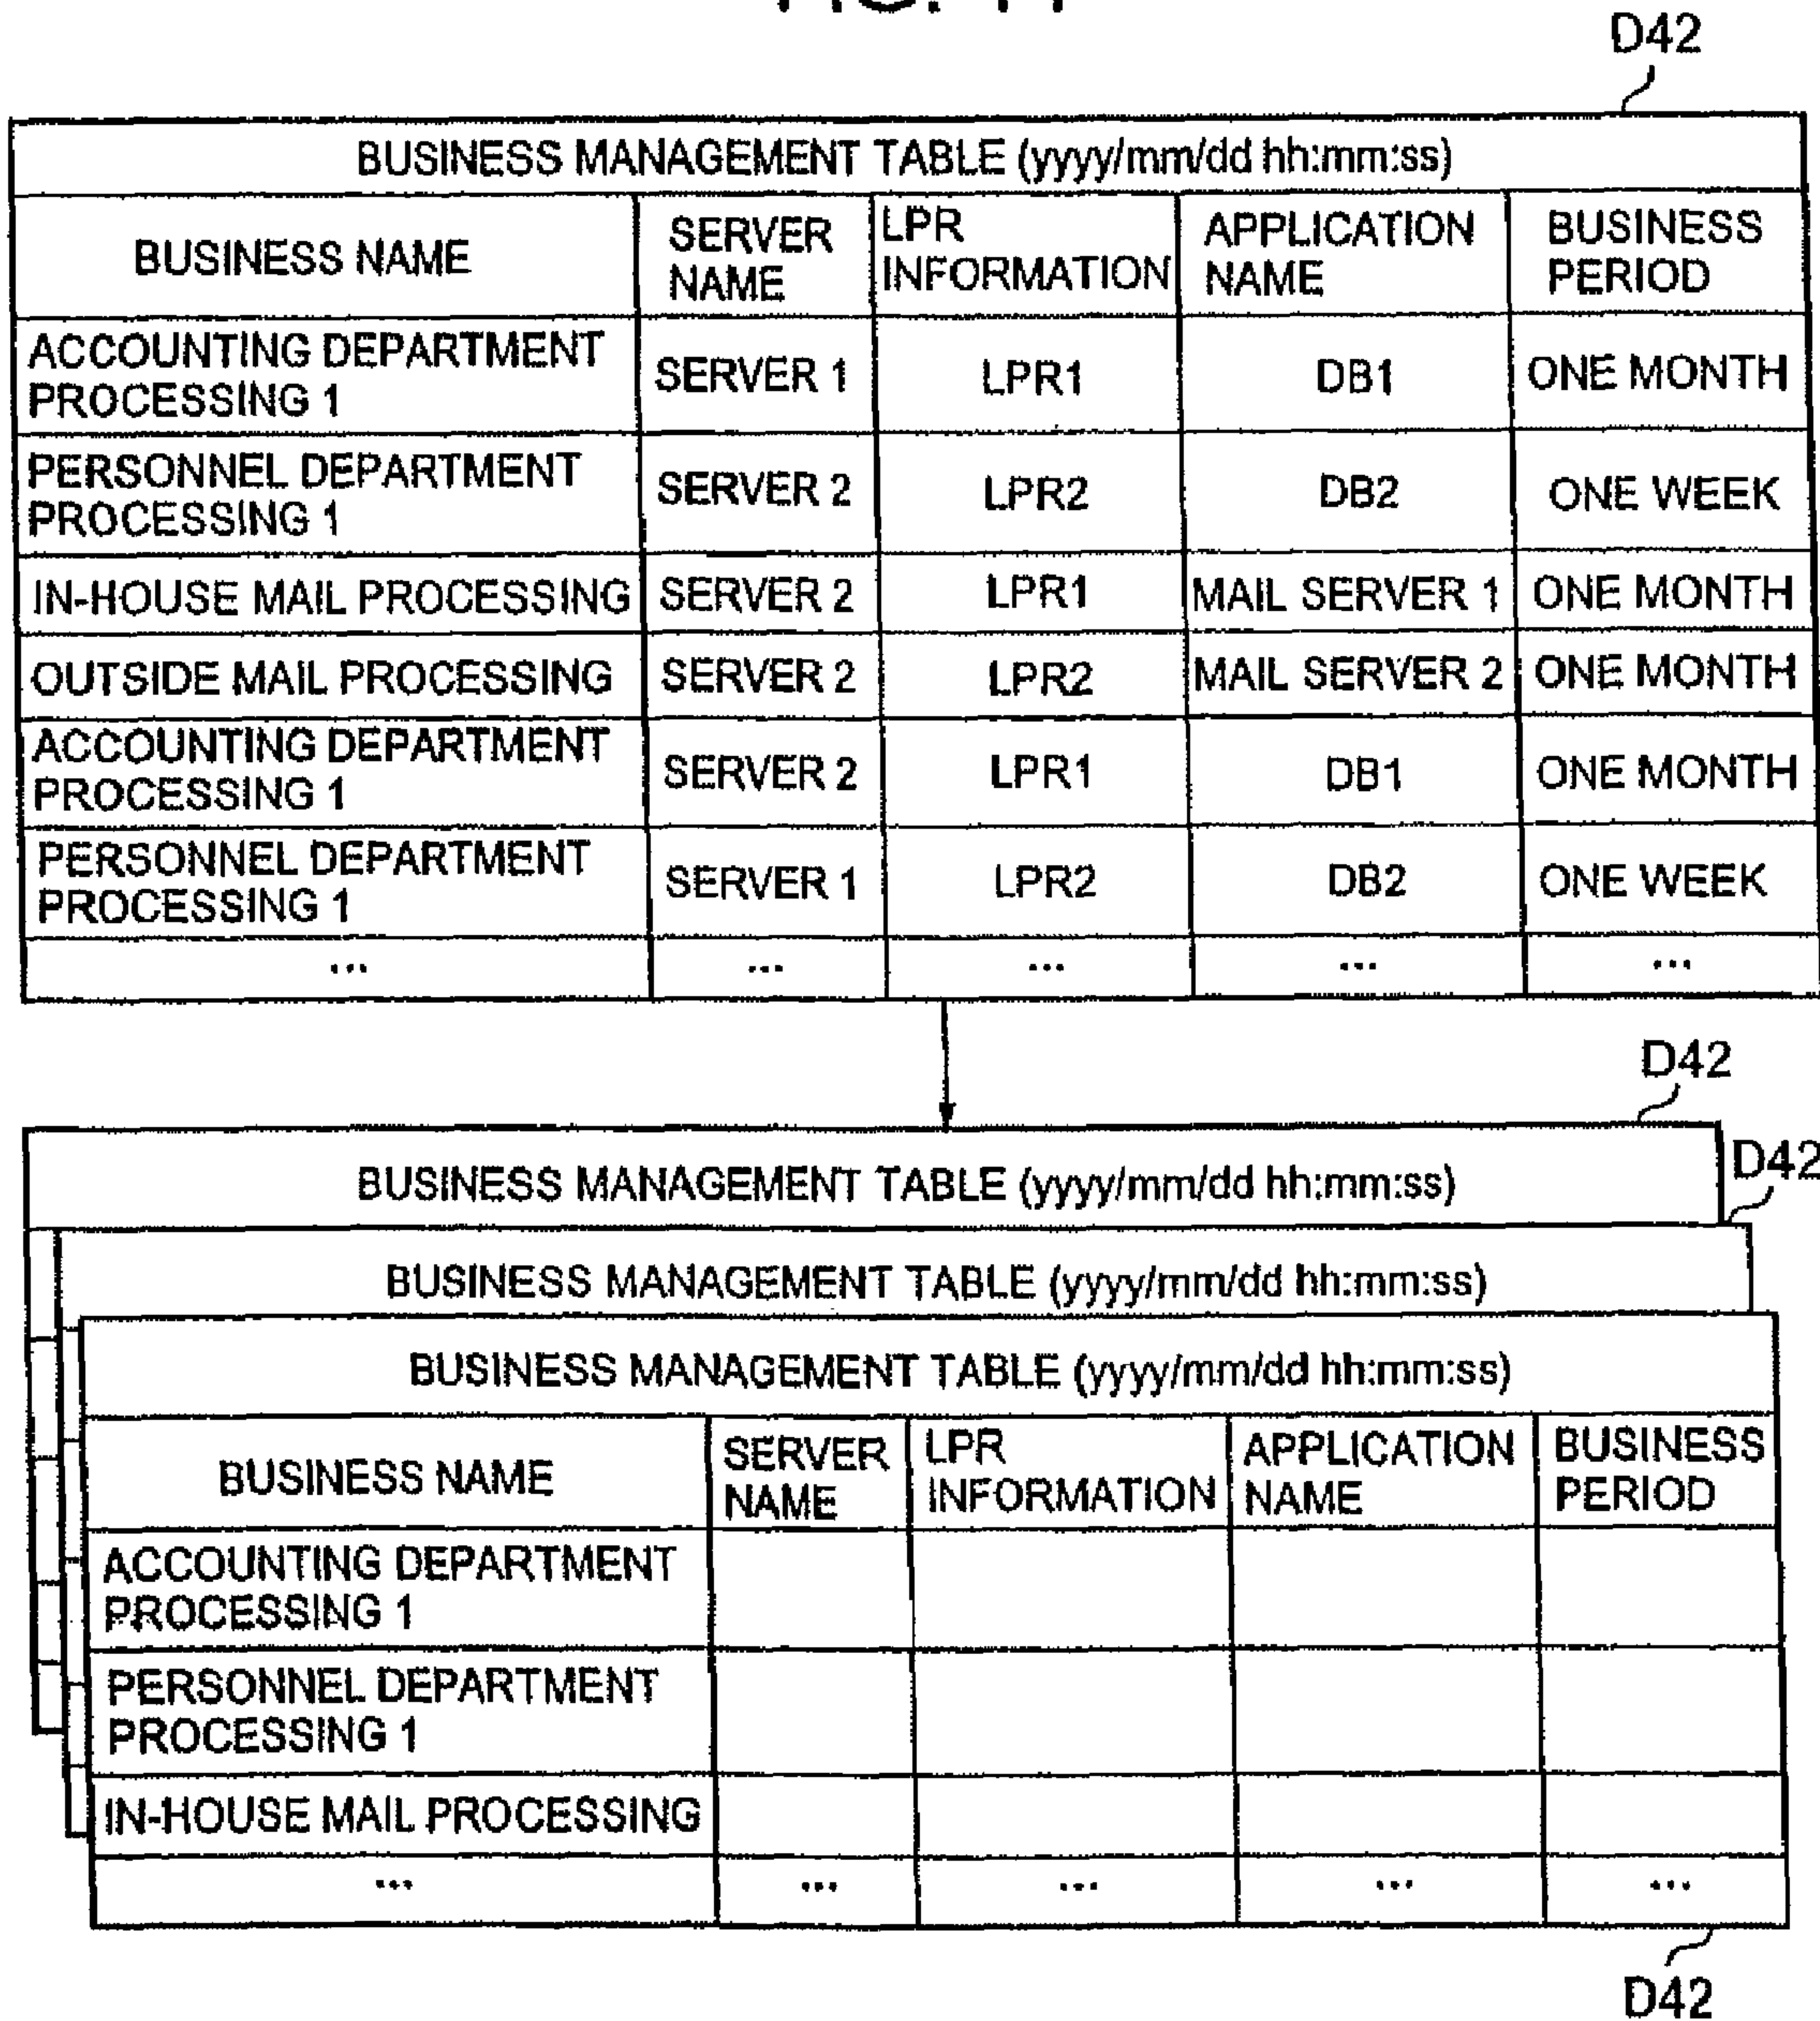 D42
BUSINESS MANAGEMENT TABLE (yyyy/mm/dd hh:mm:ss)
BUSINESS NAME SERVER NAME LPR INFORMATION APPLICATION NAME BUSINESS PERIOD
ACCOUNTING DEPARTMENT PROCESSING 1 SERVER 1 LPR1 DB1 ONE MONTH
PERSONNEL DEPARTMENT PROCESSING 1 SERVER 2 LPR2 DB2 ONE WEEK
IN-HOUSE MAIL PROCESSING SERVER 2 LPR1 MAIL SERVER 1 ONE MONTH
OUTSIDE MAIL PROCESSING SERVER 2 LPR2 MAIL SERVER 2 ONE MONTH
ACCOUNTING DEPARTMENT PROCESSING 1 SERVER 2 LPR1 DB1 ONE MONTH
PERSONNEL DEPARTMENT PROCESSING 1 SERVER 1 LPR2 DB2 ONE WEEK
... ... ... ... ...
D42
BUSINESS MANAGEMENT TABLE (yyyy/mm/dd hh:mm:ss)
D42
BUSINESS MANAGEMENT TABLE (yyyy/mm/dd hh:mm:ss)
BUSINESS MANAGEMENT TABLE (yyyy/mm/dd hh:mm:ss)
BUSINESS NAME SERVER NAME LPR INFORMATION APPLICATION NAME BUSINESS PERIOD
ACCOUNTING DEPARTMENT PROCESSING 1
PERSONNEL DEPARTMENT PROCESSING 1
IN-HOUSE MAIL PROCESSING
... ... ... ... ...
D42